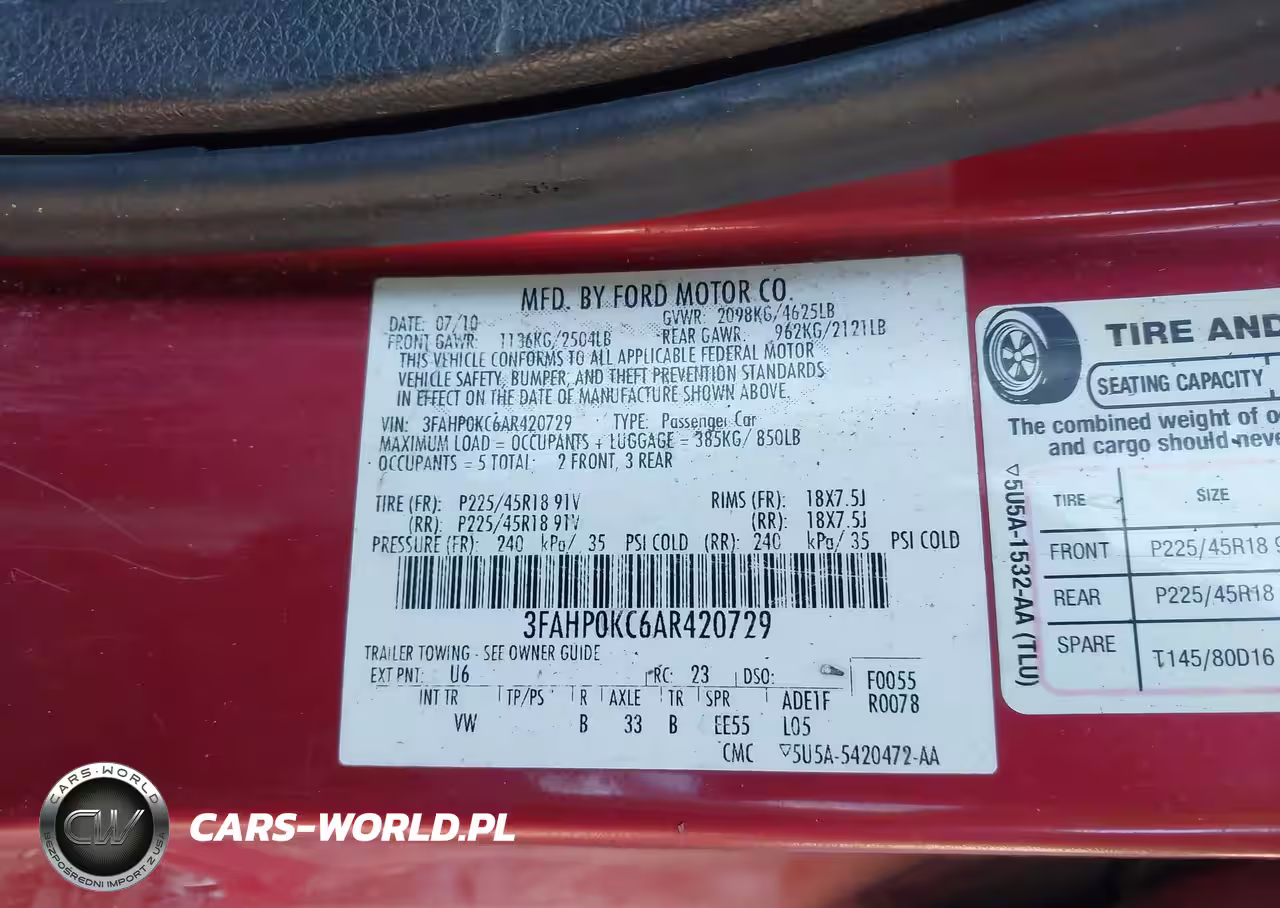 MFD. BY FORD MOTOR CO.
DATE: 07/10 GVWR: 2098KG/4625LB
FRONT GAWR: 1136KG/2504LB REAR GAWR: 962KG/2121LB
THIS VEHICLE CONFORMS TO ALL APPLICABLE FEDERAL MOTOR
VEHICLE SAFETY, BUMPER, AND THEFT PREVENTION STANDARDS
IN EFFECT ON THE DATE OF MANUFACTURE SHOWN ABOVE.
VIN: 3FAHP0KC6AR420729 TYPE: Passenger Car
MAXIMUM LOAD = OCCUPANTS + LUGGAGE = 385KG/ 850LB
OCCUPANTS = 5 TOTAL: 2 FRONT, 3 REAR
TIRE (FR): P225/45R18 91V RIMS (FR): 18X7.5J
(RR): P225/45R18 91V (RR): 18X7.5J
PRESSURE (FR): 240 kPa/ 35 PSI COLD (RR): 240 kPa/ 35 PSI COLD
3FAHP0KC6AR420729
TRAILER TOWING - SEE OWNER GUIDE
EXT PNT: U6 RC: 23 DSO: F0055
R0078
INT TR TP/PS R AXLE TR SPR ADE1F
VW B 33 B EE55 L05
CMC ▽5U5A-5420472-AA
TIRE AND
SEATING CAPACITY
The combined weight of
and cargo should neve
▽5U5A-1532-AA (TLU)
TIRE SIZE
FRONT P225/45R18 9
REAR P225/45R18
SPARE T145/80D16
CARS-WORLD
CW
BEZPOŚREDNI IMPORT Z USA
CARS-WORLD.PL